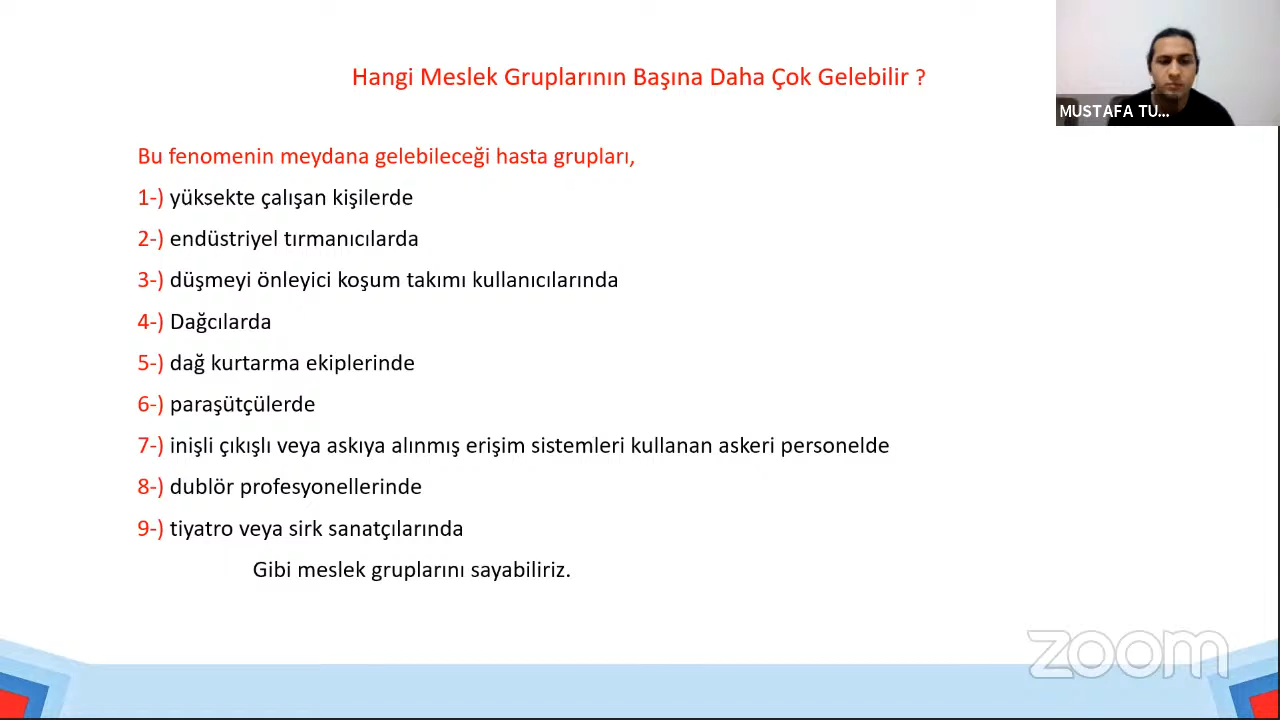 Hangi Meslek Gruplarının Başına Daha Çok Gelebilir ?
MUSTAFA TU...
Bu fenomenin meydana gelebileceği hasta grupları,
1-) yüksekte çalışan kişilerde
2-) endüstriyel tırmanıcılarda
3-) düşmeyi önleyici koşum takımı kullanıcılarında
4-) Dağcılarda
5-) dağ kurtarma ekiplerinde
6-) paraşütçülerde
7-) inişli çıkışlı veya askıya alınmış erişim sistemleri kullanan askeri personelde
8-) dublör profesyonellerinde
9-) tiyatro veya sirk sanatçılarında
Gibi meslek gruplarını sayabiliriz.
zoom